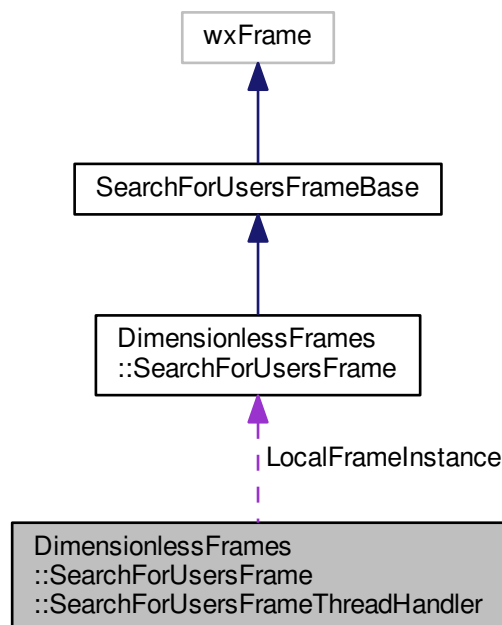 wxFrame
SearchForUsersFrameBase
DimensionlessFrames
::SearchForUsersFrame
LocalFrameInstance
DimensionlessFrames
::SearchForUsersFrame
::SearchForUsersFrameThreadHandler